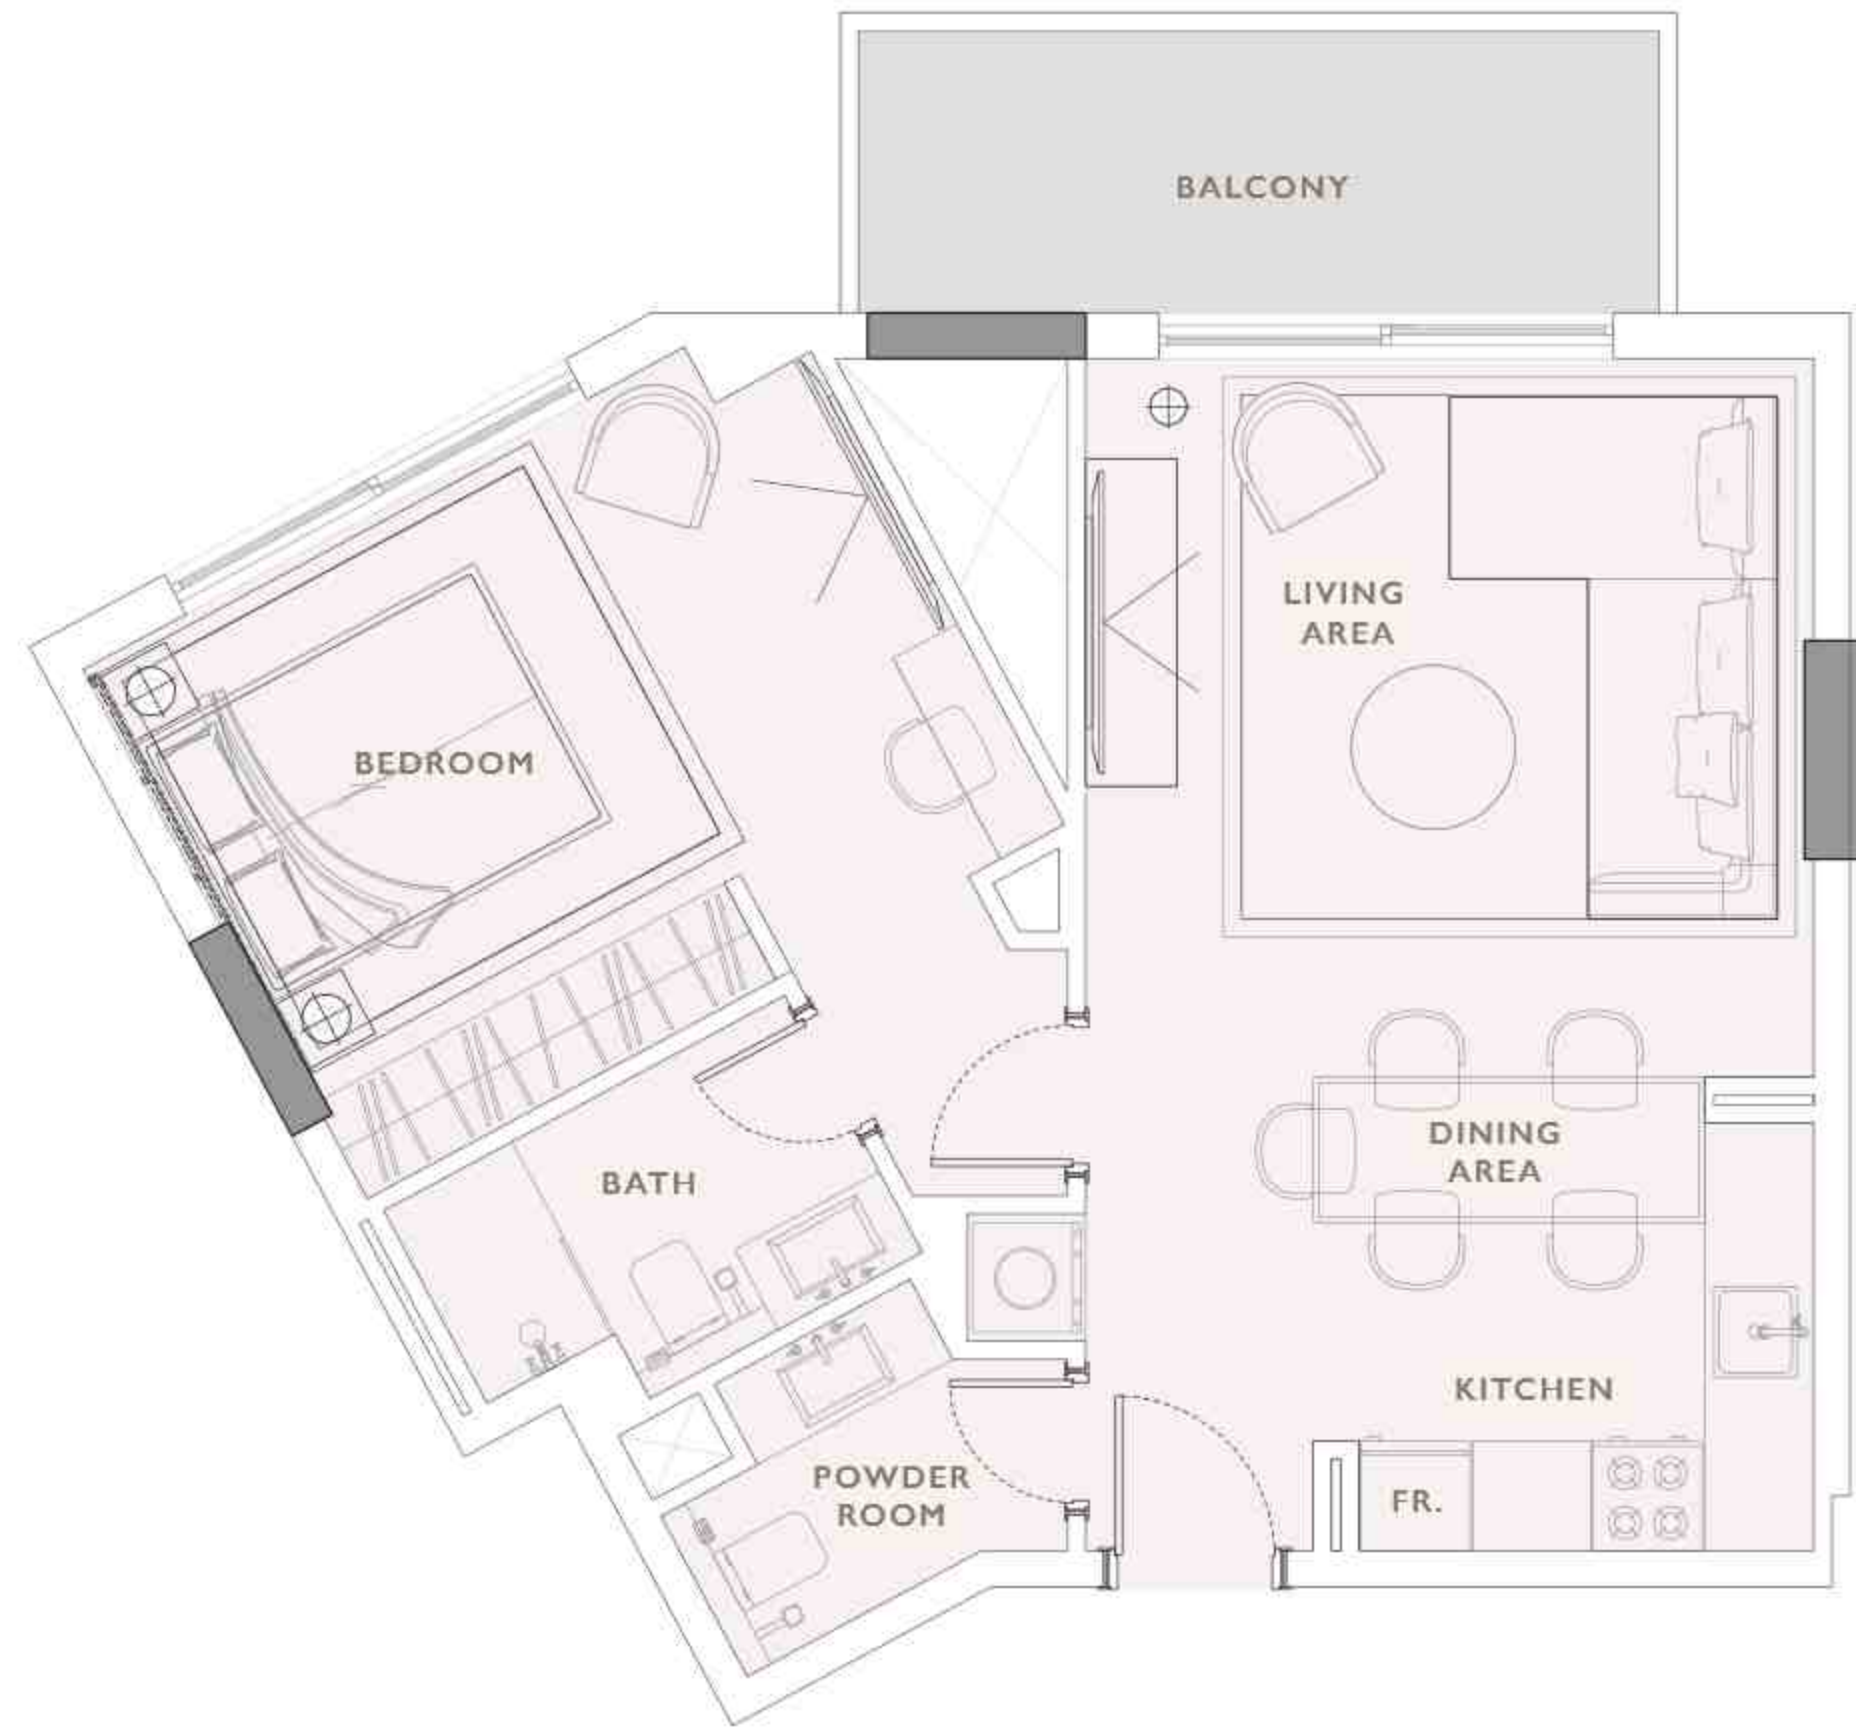 BALCONY
LIVING
AREA
BEDROOM
DINING
AREA
BATH
KITCHEN
POWDER
ROOM
FR.